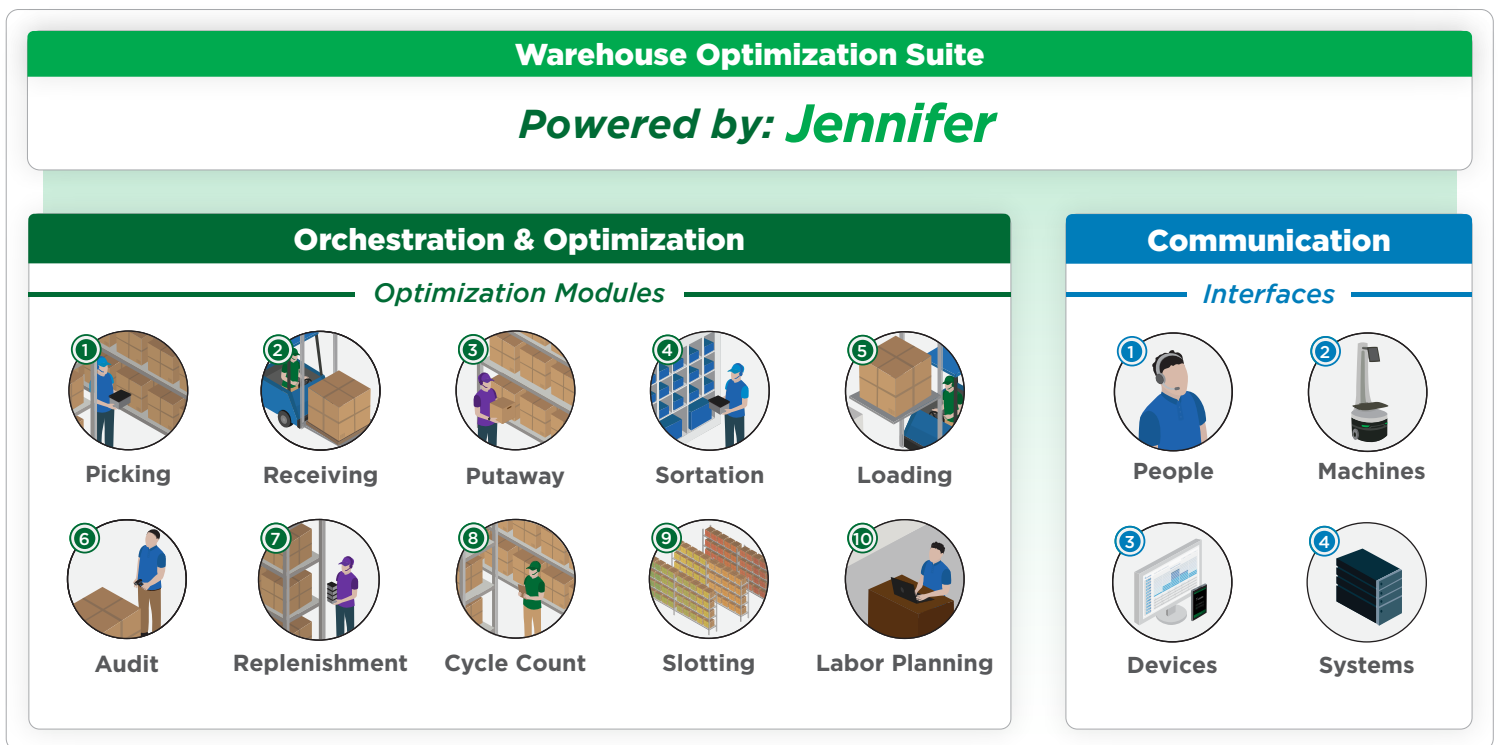 Warehouse Optimization Suite
Powered by: Jennifer
Orchestration & Optimization
Optimization Modules
1
Picking
2
Receiving
3
Putaway
4
Sortation
5
Loading
6
Audit
7
Replenishment
8
Cycle Count
9
Slotting
10
Labor Planning
Communication
Interfaces
1
People
2
Machines
3
Devices
4
Systems